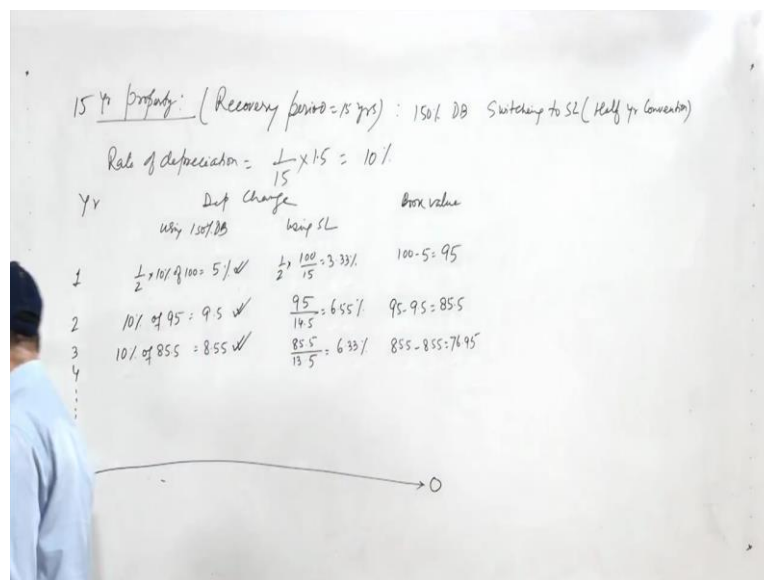 15 Yr property: (Recovery period = 15 yrs) : 150% DB Switching to SL (Half yr Convention)
Rate of depreciation = 1/15 × 1.5 = 10%
Yr Dep Charge Book value
using 150% DB using SL
1 1/2 × 10% of 100 = 5% ✓ 1/2 × 100/15 = 3.33% 100-5 = 95
2 10% of 95 = 9.5 ✓ 95/14.5 = 6.55% 95-9.5 = 85.5
3 10% of 85.5 = 8.55 ✓ 85.5/13.5 = 6.33% 85.5-8.55 = 76.95
4
0